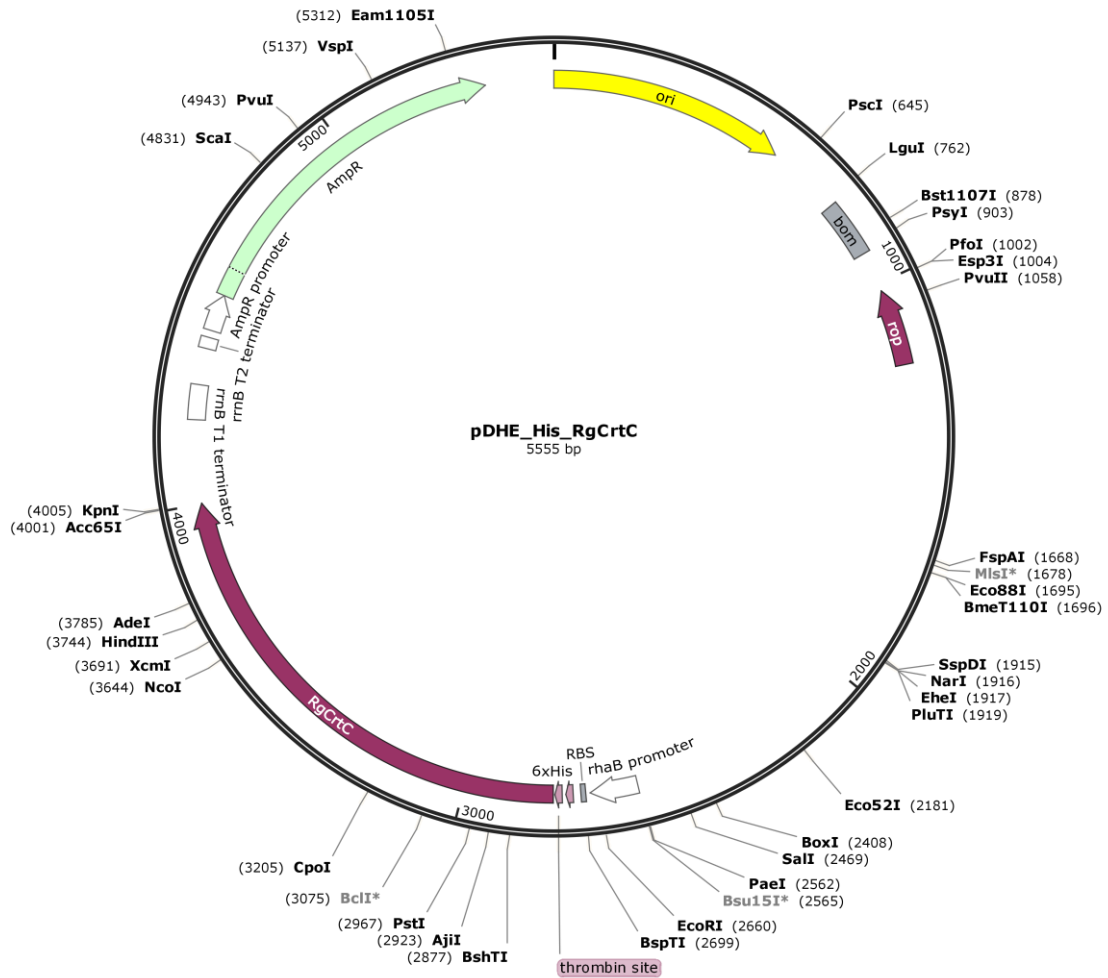 (5312) Eam1105I
(5137) VspI
(4943) PvuI
(4831) ScaI
5000
AmpR
ori
PscI (645)
LguI (762)
Bst1107I (878)
PsyI (903)
bom
1000
PfoI (1002)
Esp3I (1004)
PvuII (1058)
rop
AmpR promoter
rrnB T2 terminator
rrnB T1 terminator
pDHE_His_RgCrtC
5555 bp
(4005) KpnI
(4001) Acc65I
4000
FspAI (1668)
MlsI* (1678)
Eco88I (1695)
BmeT110I (1696)
(3785) AdeI
(3744) HindIII
(3691) XcmI
(3644) NcoI
2000
SspDI (1915)
NarI (1916)
EheI (1917)
PluTI (1919)
RgCrtC
6xHis
RBS
rhaB promoter
3000
Eco52I (2181)
BoxI (2408)
SalI (2469)
PaeI (2562)
Bsu15I* (2565)
EcoRI (2660)
BspTI (2699)
(3205) CpoI
(3075) BclI*
(2967) PstI
(2923) AjiI
(2877) BshTI
thrombin site